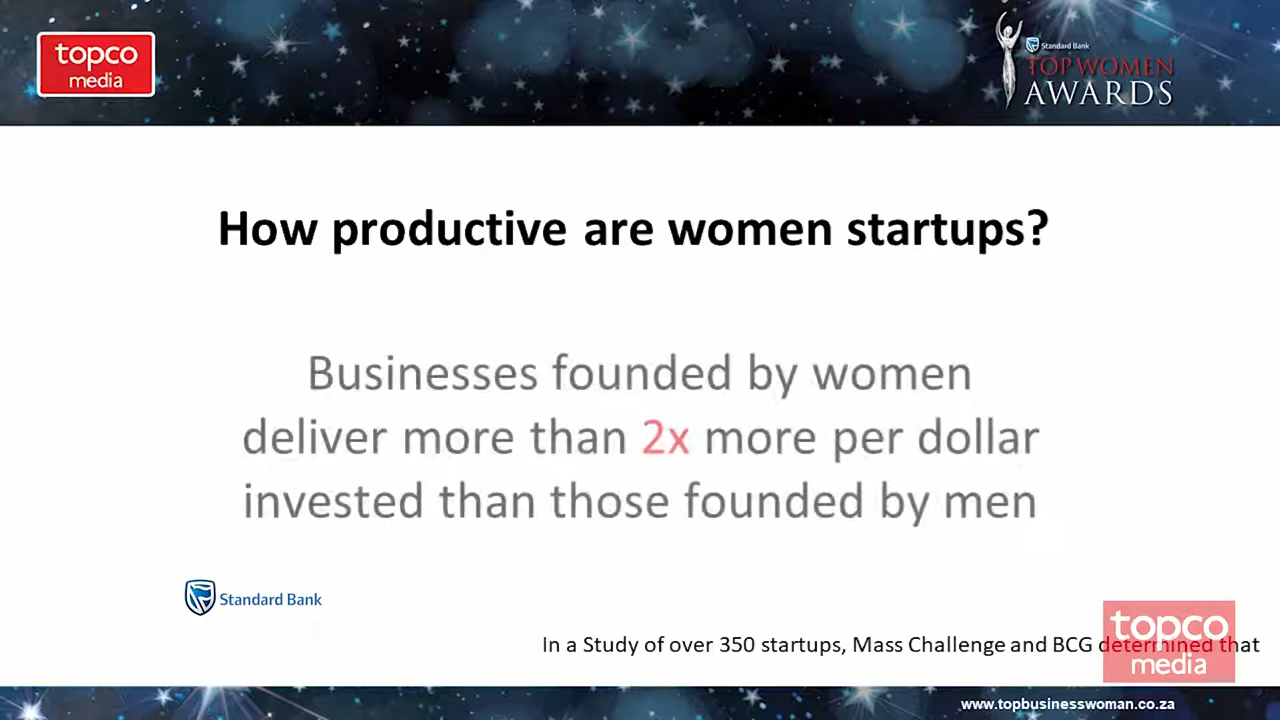 topco
media
Standard Bank
TOP WOMEN
AWARDS
How productive are women startups?
Businesses founded by women
deliver more than 2x more per dollar
invested than those founded by men
Standard Bank
In a Study of over 350 startups, Mass Challenge and BCG determined that
topco
media
www.topbusinesswoman.co.za